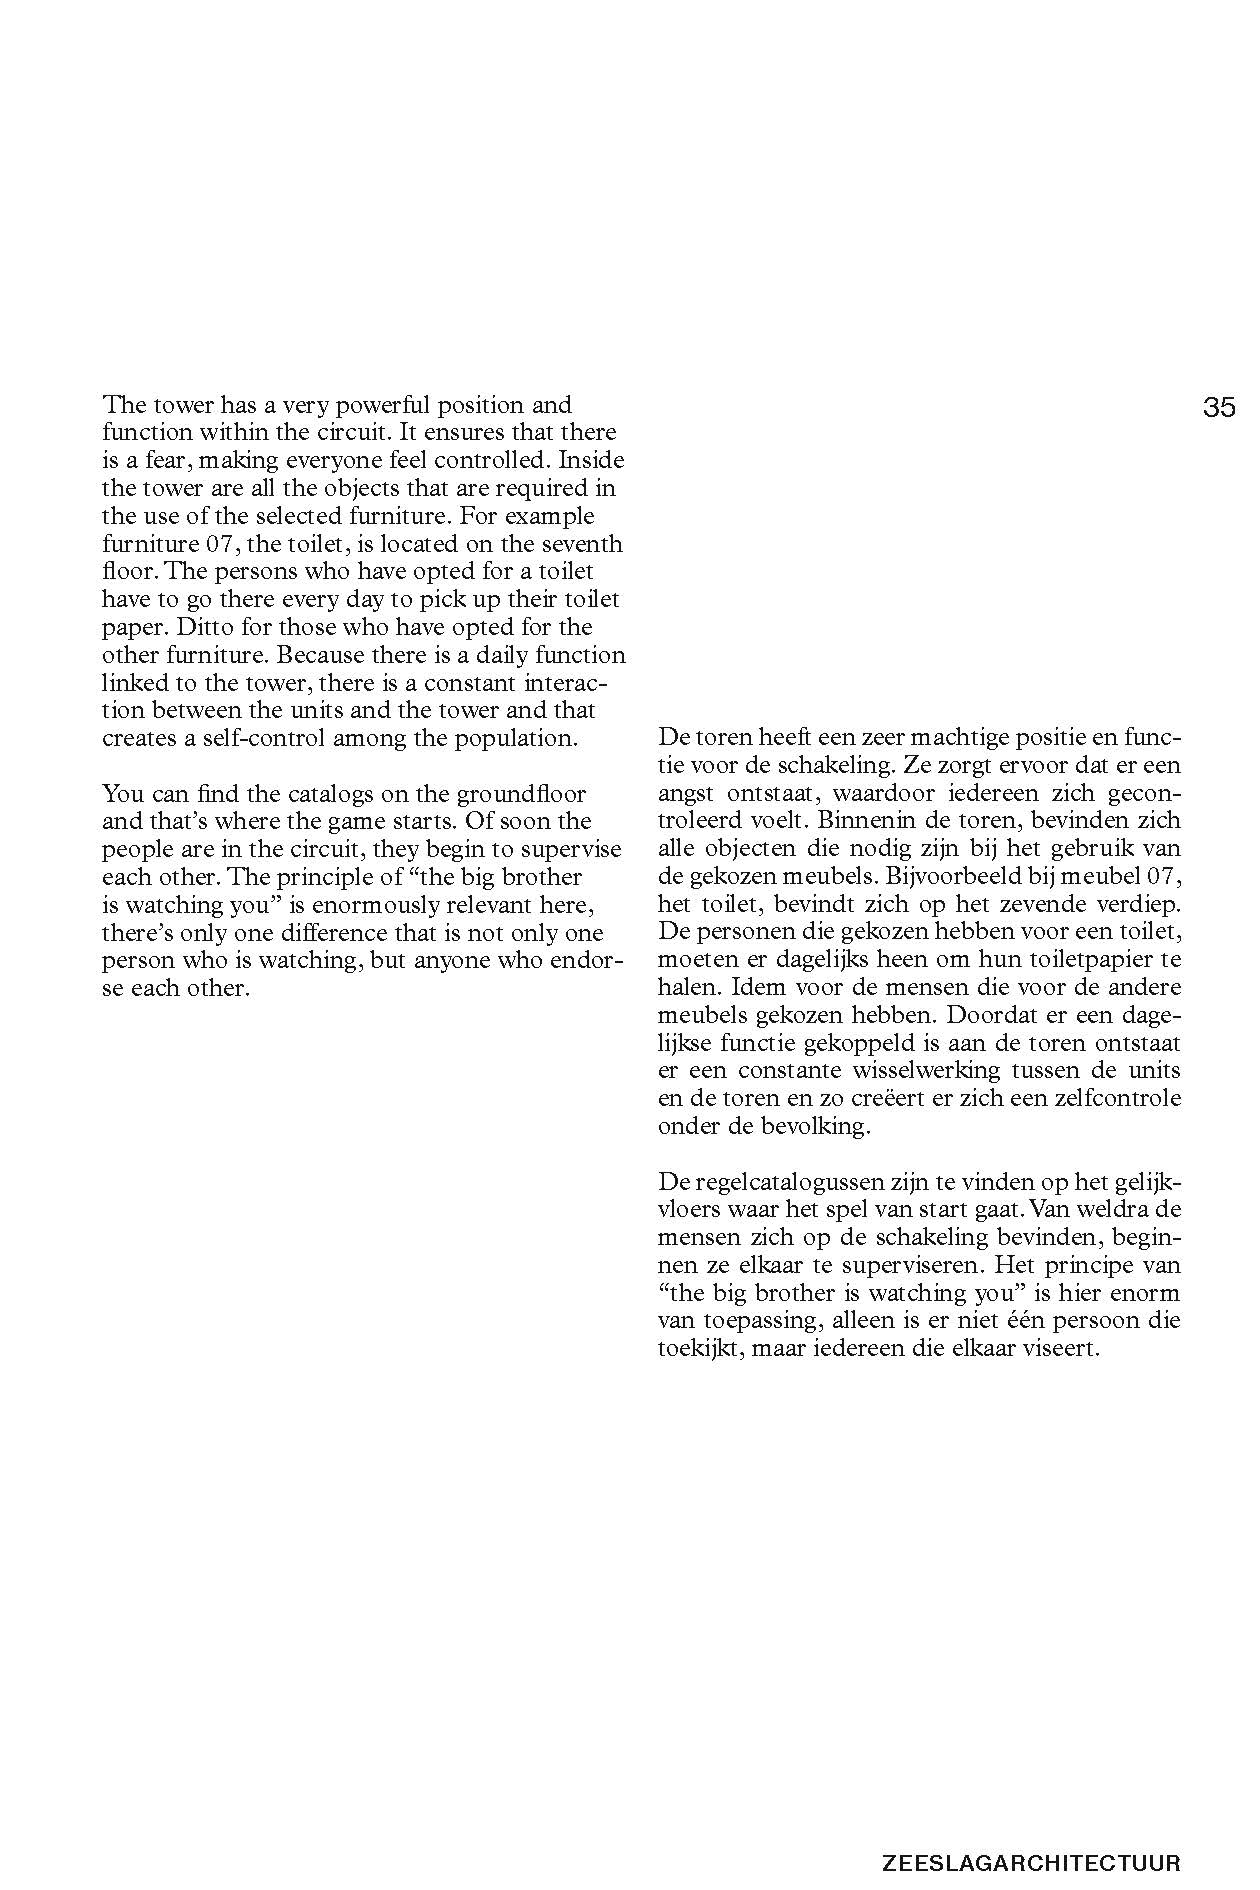 The tower has a very powerful position and
function within the circuit. It ensures that there
is a fear, making everyone feel controlled. Inside
the tower are all the objects that are required in
the use of the selected furniture. For example
furniture 07, the toilet, is located on the seventh
floor. The persons who have opted for a toilet
have to go there every day to pick up their toilet
paper. Ditto for those who have opted for the
other furniture. Because there is a daily function
linked to the tower, there is a constant interac-
tion between the units and the tower and that
creates a self-control among the population.

You can find the catalogs on the groundfloor
and that’s where the game starts. Of soon the
people are in the circuit, they begin to supervise
each other. The principle of “the big brother
is watching you” is enormously relevant here,
there’s only one difference that is not only one
person who is watching, but anyone who endor-
se each other.

35

De toren heeft een zeer machtige positie en func-
tie voor de schakeling. Ze zorgt ervoor dat er een
angst ontstaat, waardoor iedereen zich gecon-
troleerd voelt. Binnenin de toren, bevinden zich
alle objecten die nodig zijn bij het gebruik van
de gekozen meubels. Bijvoorbeeld bij meubel 07,
het toilet, bevindt zich op het zevende verdiep.
De personen die gekozen hebben voor een toilet,
moeten er dagelijks heen om hun toiletpapier te
halen. Idem voor de mensen die voor de andere
meubels gekozen hebben. Doordat er een dage-
lijkse functie gekoppeld is aan de toren ontstaat
er een constante wisselwerking tussen de units
en de toren en zo creëert er zich een zelfcontrole
onder de bevolking.

De regelcatalogussen zijn te vinden op het gelijk-
vloers waar het spel van start gaat. Van weldra de
mensen zich op de schakeling bevinden, begin-
nen ze elkaar te superviseren. Het principe van
“the big brother is watching you” is hier enorm
van toepassing, alleen is er niet één persoon die
toekijkt, maar iedereen die elkaar viseert.

ZEESLAGARCHITECTUUR